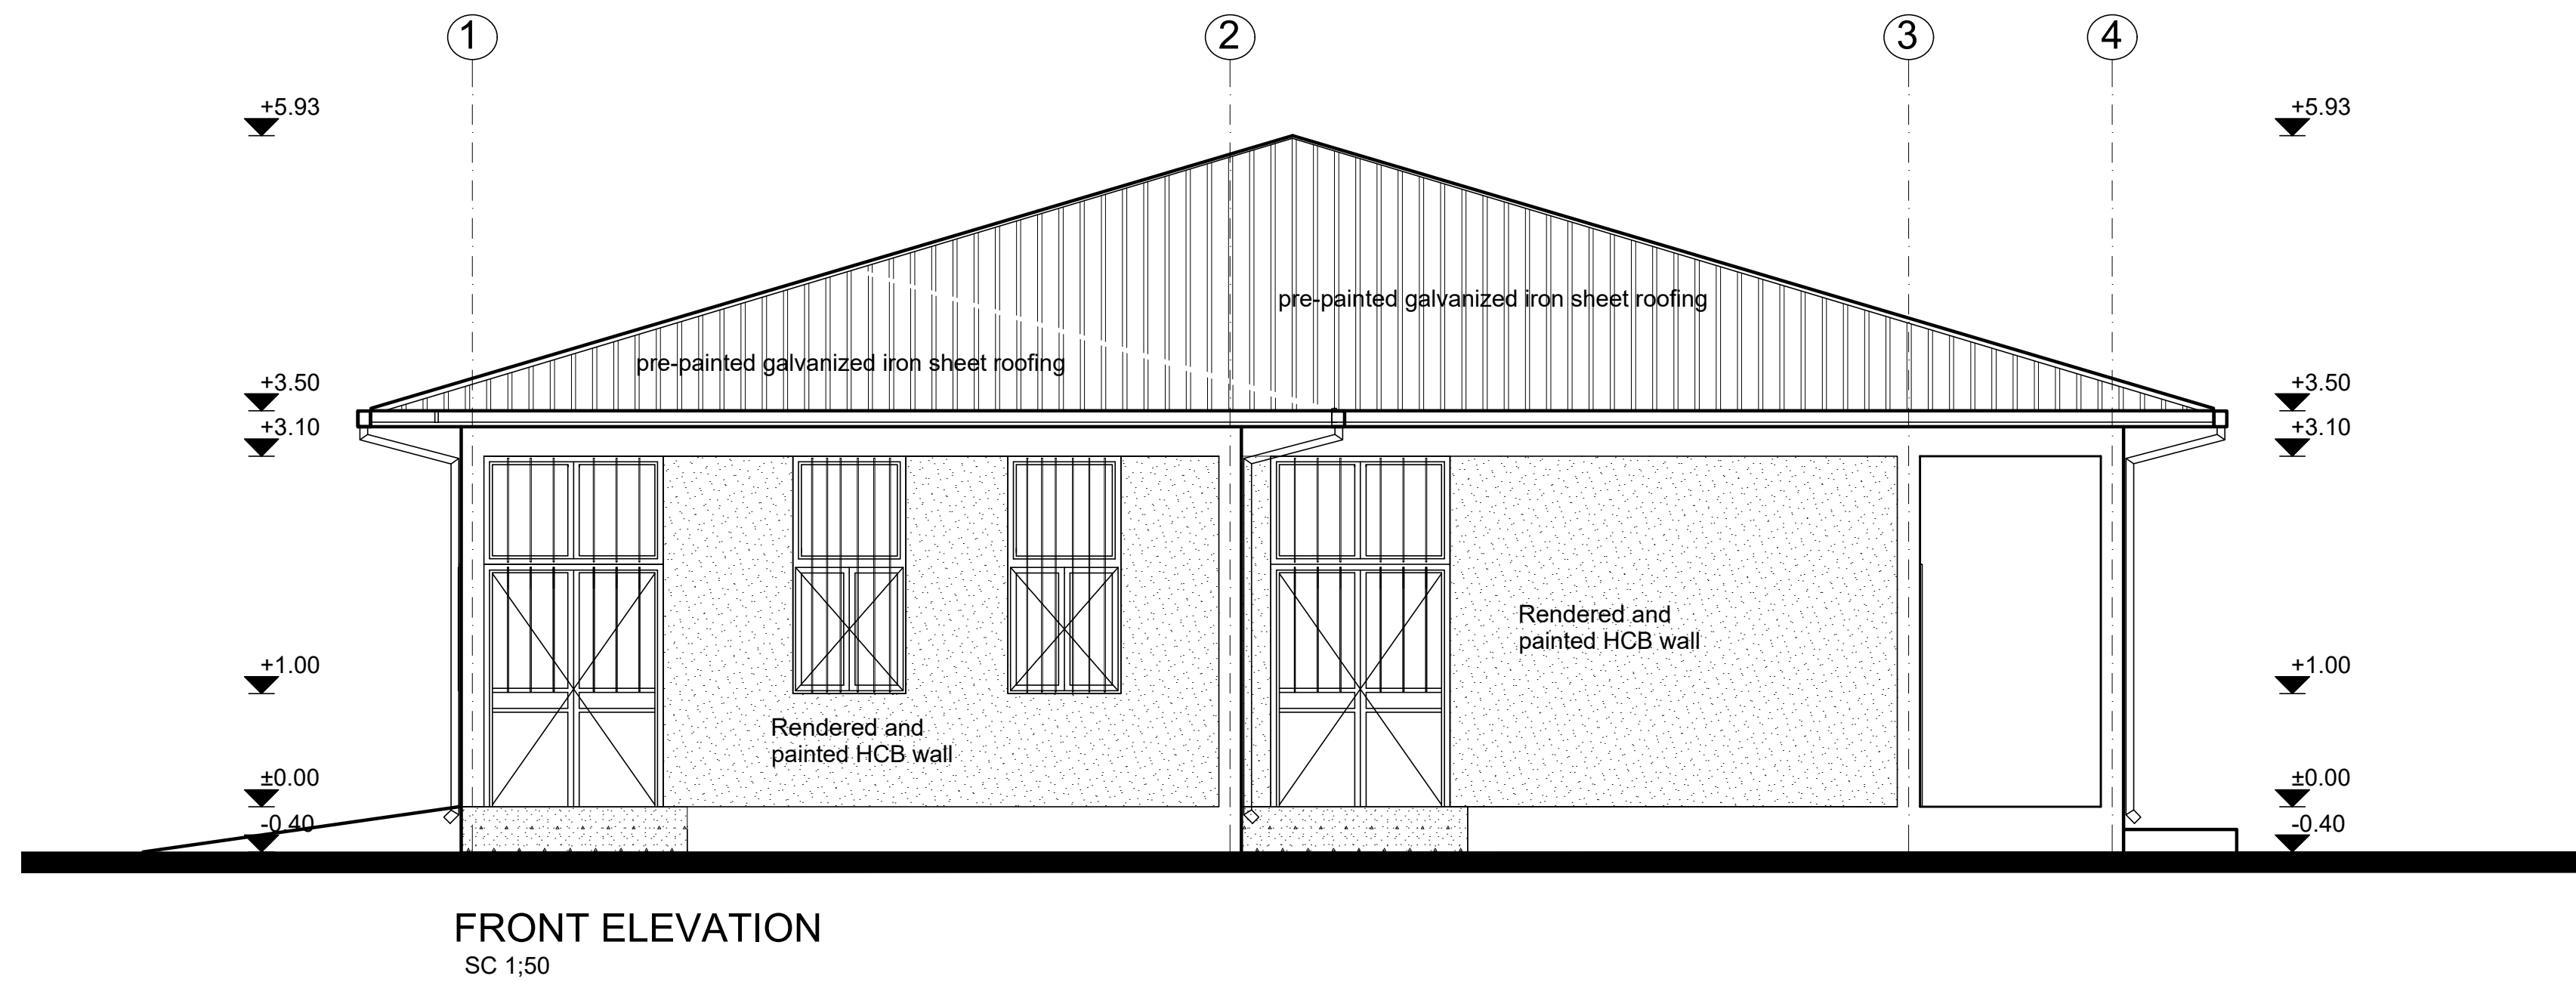 1 2 3 4
+5.93 +5.93
pre-painted galvanized iron sheet roofing
pre-painted galvanized iron sheet roofing
+3.50 +3.50
+3.10 +3.10
Rendered and
painted HCB wall
+1.00 +1.00
Rendered and
painted HCB wall
±0.00 ±0.00
-0.40 -0.40
FRONT ELEVATION
SC 1;50